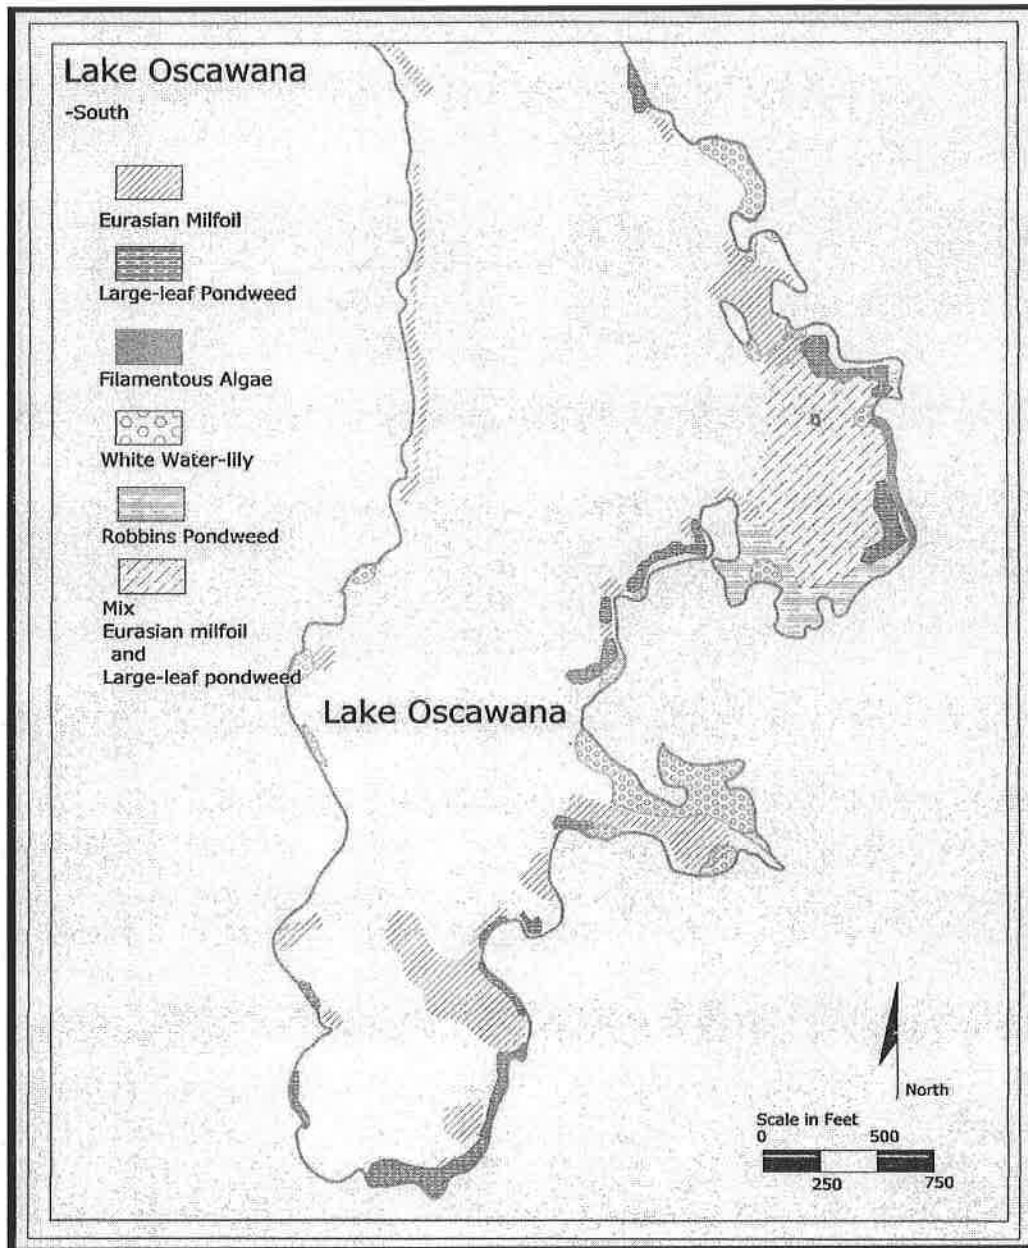 Lake Oscawana
-South
Eurasian Milfoil
Large-leaf Pondweed
Filamentous Algae
White Water-lily
Robbins Pondweed
Mix
Eurasian milfoil
and
Large-leaf pondweed
Lake Oscawana
North
Scale in Feet
0 500
250 750